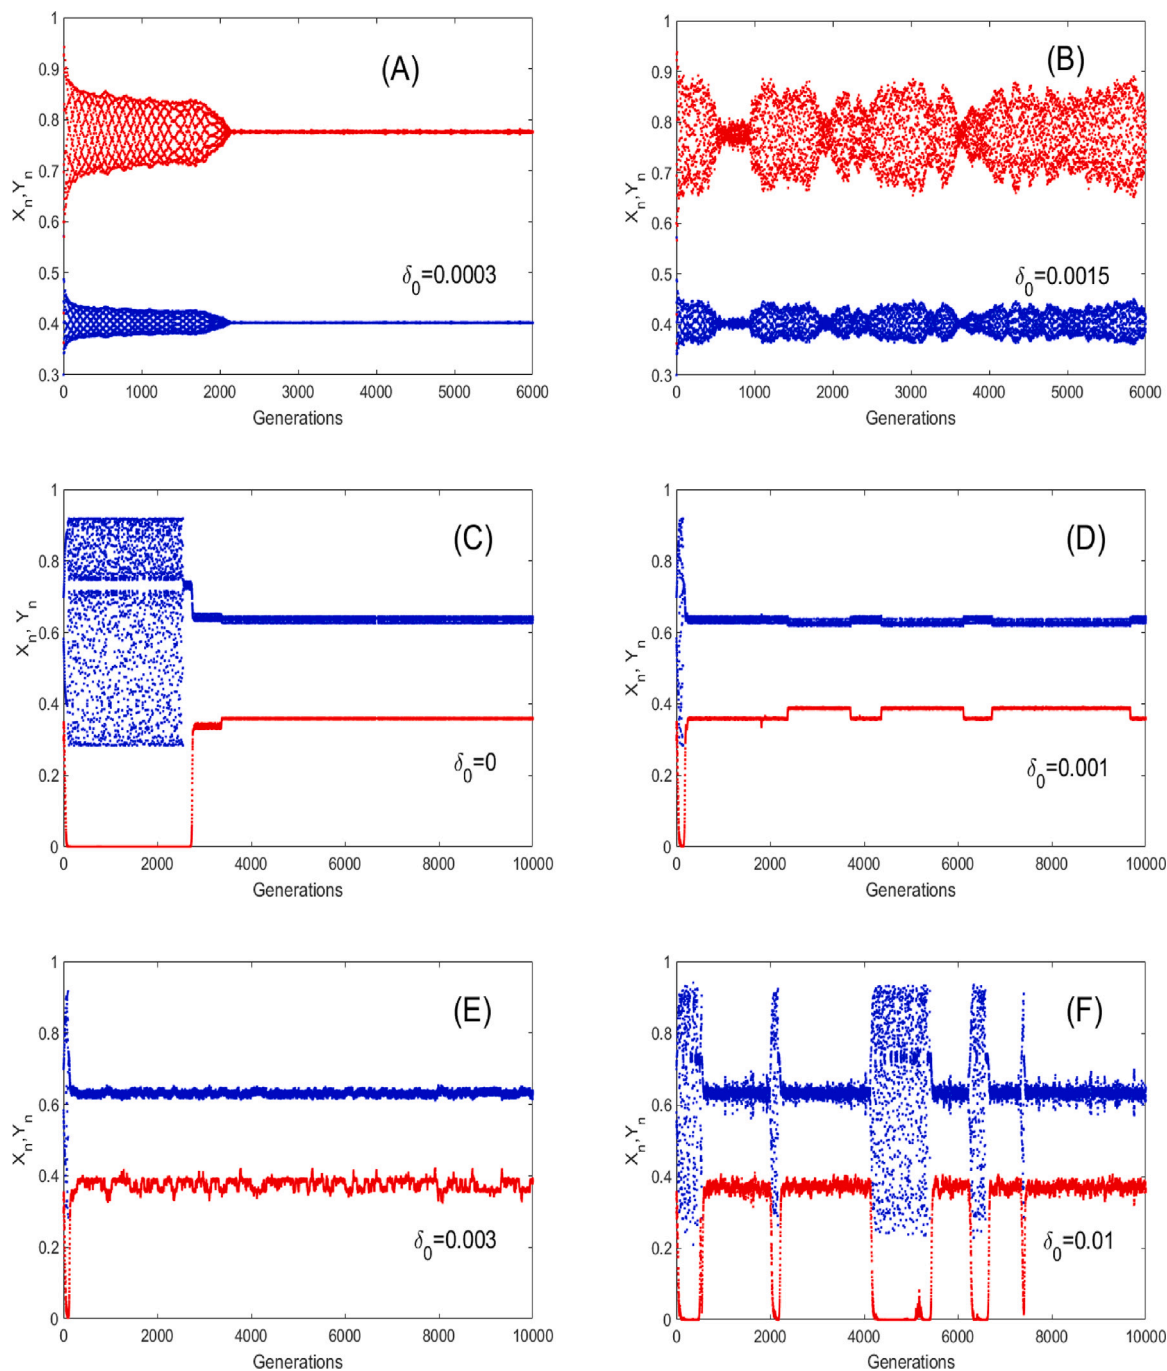 1
0.9
0.8
0.7
0.6
0.5
0.4
0.3
X_n, Y_n
(A)
δ_0=0.0003
0 1000 2000 3000 4000 5000 6000
Generations
1
0.9
0.8
0.7
0.6
0.5
0.4
0.3
X_n, Y_n
(B)
δ_0=0.0015
0 1000 2000 3000 4000 5000 6000
Generations
1
0.8
0.6
0.4
0.2
0
X_n, Y_n
(C)
δ_0=0
0 2000 4000 6000 8000 10000
Generations
1
0.8
0.6
0.4
0.2
0
X_n, Y_n
(D)
δ_0=0.001
0 2000 4000 6000 8000 10000
Generations
1
0.8
0.6
0.4
0.2
0
X_n, Y_n
(E)
δ_0=0.003
0 2000 4000 6000 8000 10000
Generations
1
0.8
0.6
0.4
0.2
0
X_n, Y_n
(F)
δ_0=0.01
0 2000 4000 6000 8000 10000
Generations